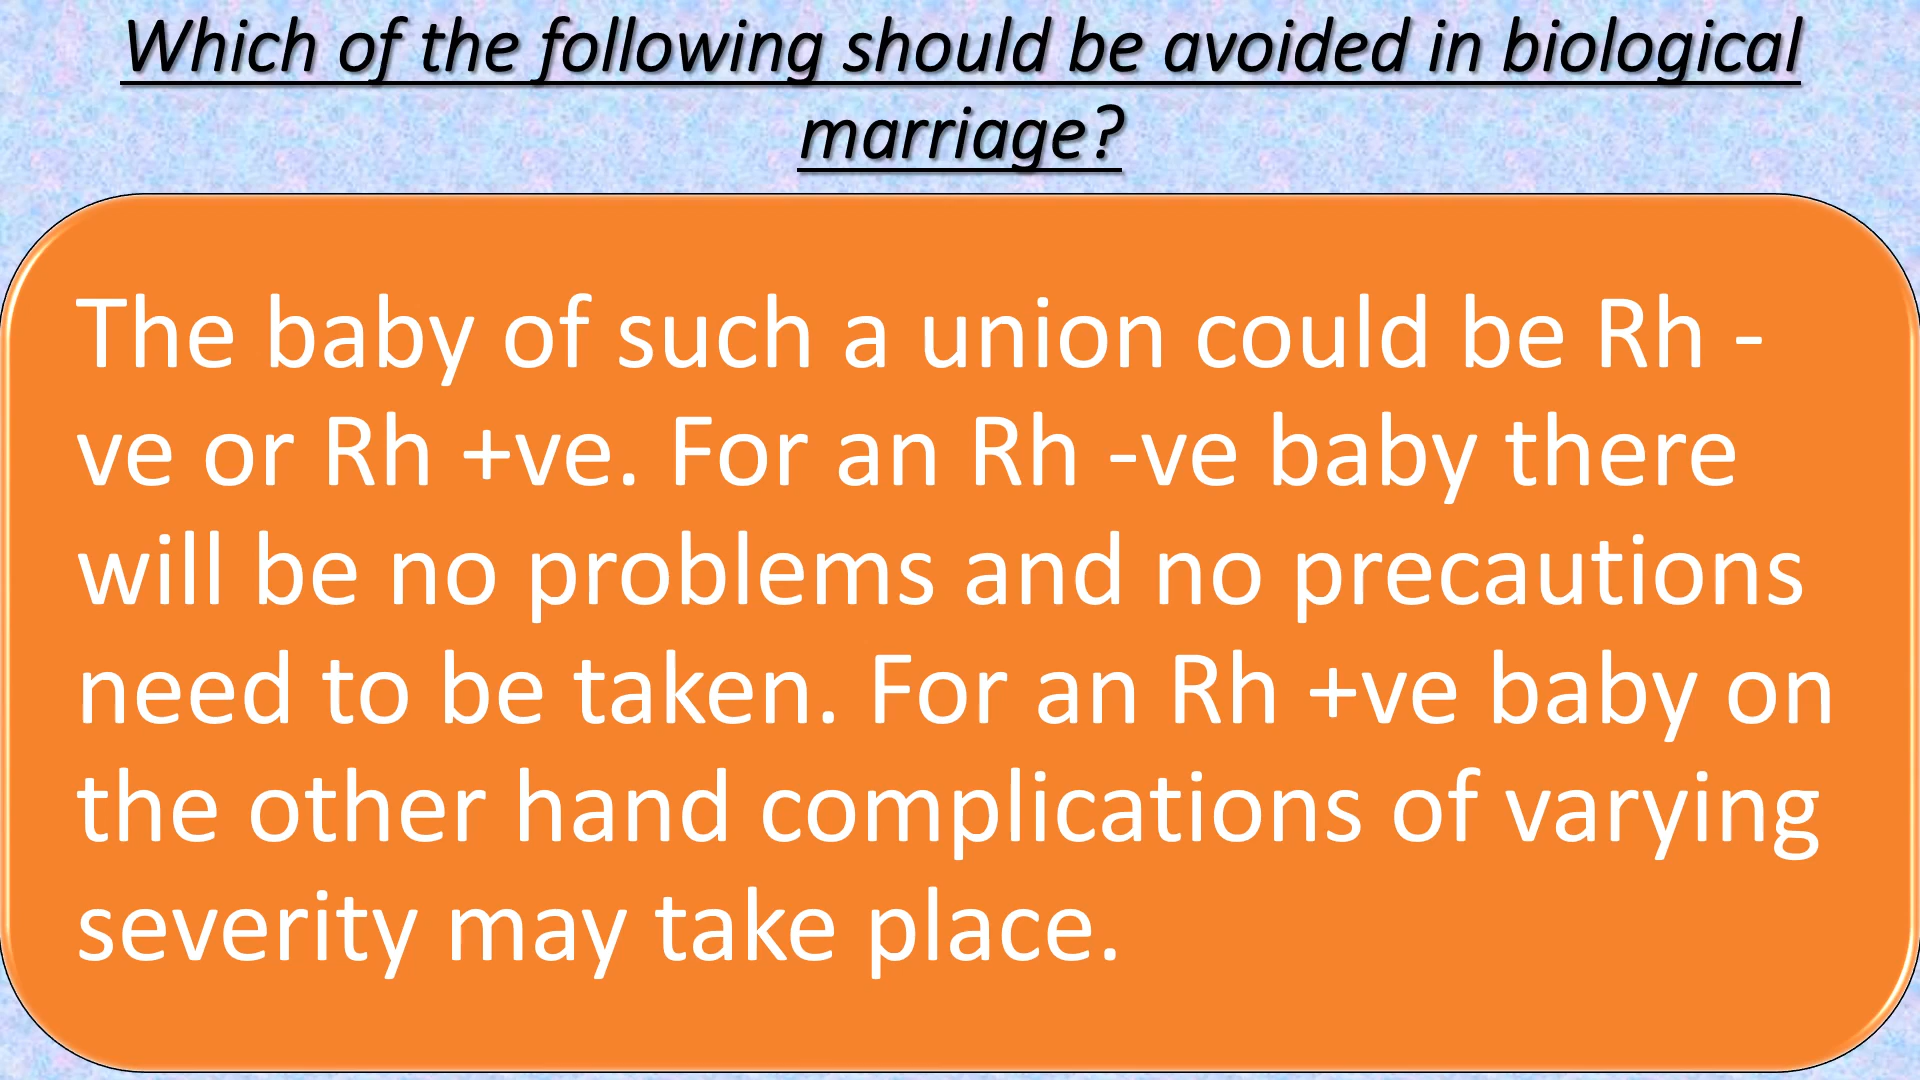 Which of the following should be avoided in biological
marriage?
The baby of such a union could be Rh -
ve or Rh +ve. For an Rh -ve baby there
will be no problems and no precautions
need to be taken. For an Rh +ve baby on
the other hand complications of varying
severity may take place.